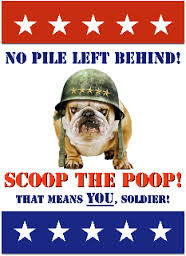 NO PILE LEFT BEHIND!
SCOOP THE POOP!
THAT MEANS YOU, SOLDIER!